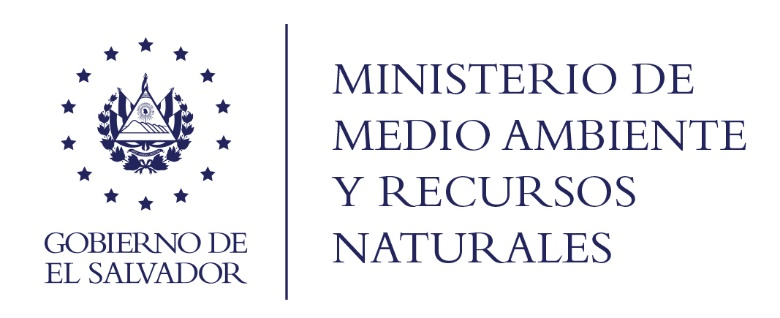 GOBIERNO DE
EL SALVADOR
MINISTERIO DE
MEDIO AMBIENTE
Y RECURSOS
NATURALES